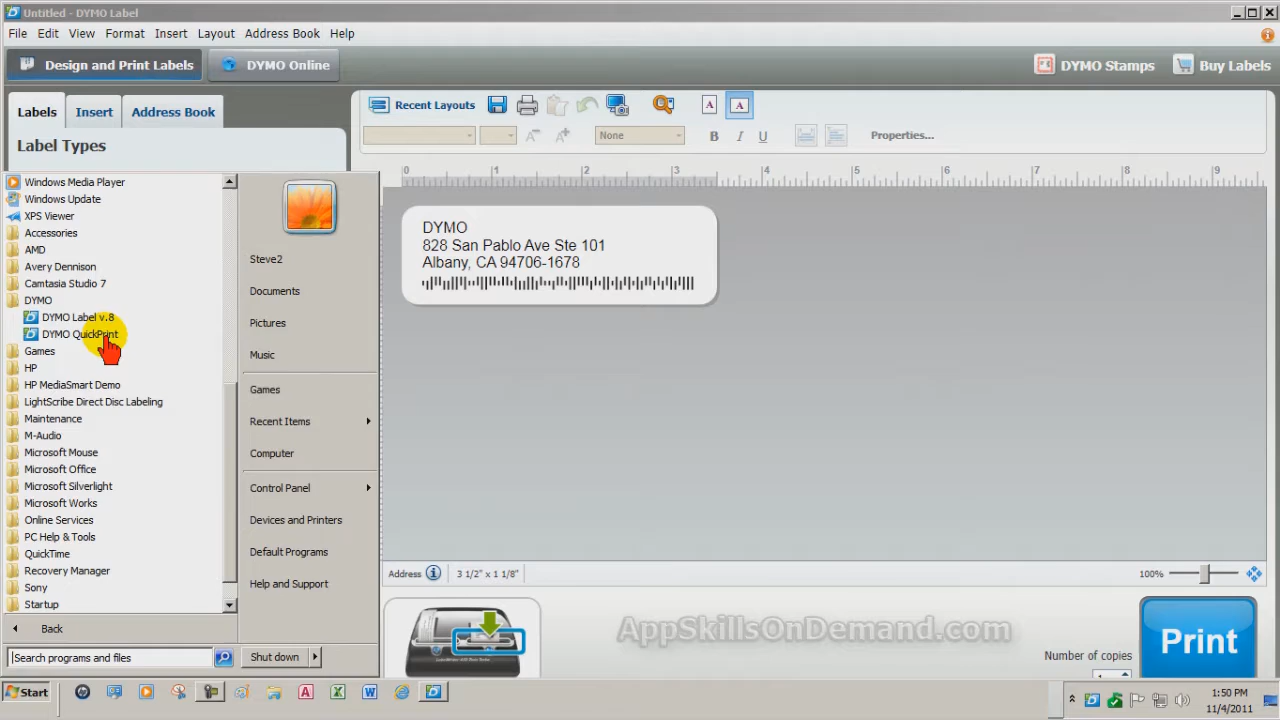 Untitled - DYMO Label
File Edit View Format Insert Layout Address Book Help
Design and Print Labels DYMO Online DYMO Stamps Buy Labels
Labels Insert Address Book
Recent Layouts A A
Label Types
None B I U Properties...
0 1 2 3 4 5 6 7 8 9
DYMO
828 San Pablo Ave Ste 101
Albany, CA 94706-1678
Windows Media Player
Windows Update
XPS Viewer
Accessories
AMD
Avery Dennison
Camtasia Studio 7
DYMO
DYMO Label v.8
DYMO QuickPrint
Games
HP
HP MediaSmart Demo
LightScribe Direct Disc Labeling
Maintenance
M-Audio
Microsoft Mouse
Microsoft Office
Microsoft Silverlight
Microsoft Works
Online Services
PC Help & Tools
QuickTime
Recovery Manager
Sony
Startup
Back
Search programs and files
Steve2
Documents
Pictures
Music
Games
Recent Items
Computer
Control Panel
Devices and Printers
Default Programs
Help and Support
Shut down
Address 3 1/2" x 1 1/8" 100%
AppSkillsOnDemand.com
Number of copies
Print
Start
1:50 PM
11/4/2011